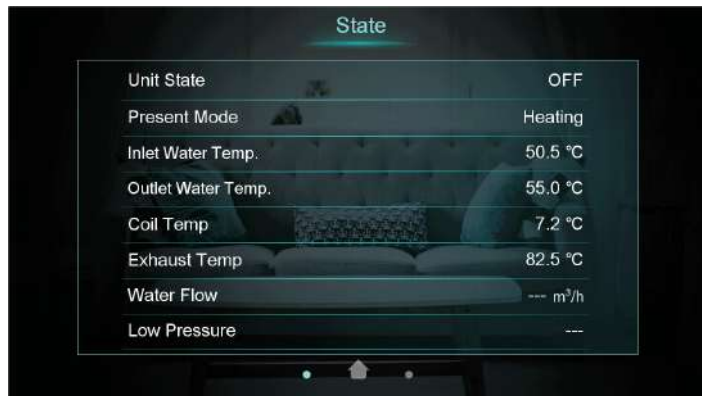 State
Unit State OFF
Present Mode Heating
Inlet Water Temp. 50.5 °C
Outlet Water Temp. 55.0 °C
Coil Temp 7.2 °C
Exhaust Temp 82.5 °C
Water Flow --- m³/h
Low Pressure ---